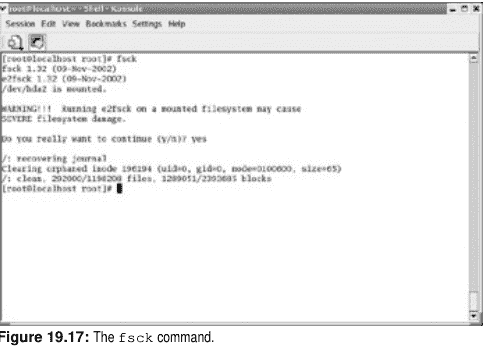 root@localhost:~ - Shell - Konsole
Session Edit View Bookmarks Settings Help
[root@localhost root]# fsck
fsck 1.32 (09-Nov-2002)
e2fsck 1.32 (09-Nov-2002)
/dev/hda2 is mounted.
WARNING!!! Running e2fsck on a mounted filesystem may cause
SEVERE filesystem damage.
Do you really want to continue (y/n)? yes
/: recovering journal
Clearing orphaned inode 196194 (uid=0, gid=0, mode=0100600, size=65)
/: clean, 292000/1196208 files, 1289051/2393685 blocks
[root@localhost root]#
Figure 19.17: The fsck command.